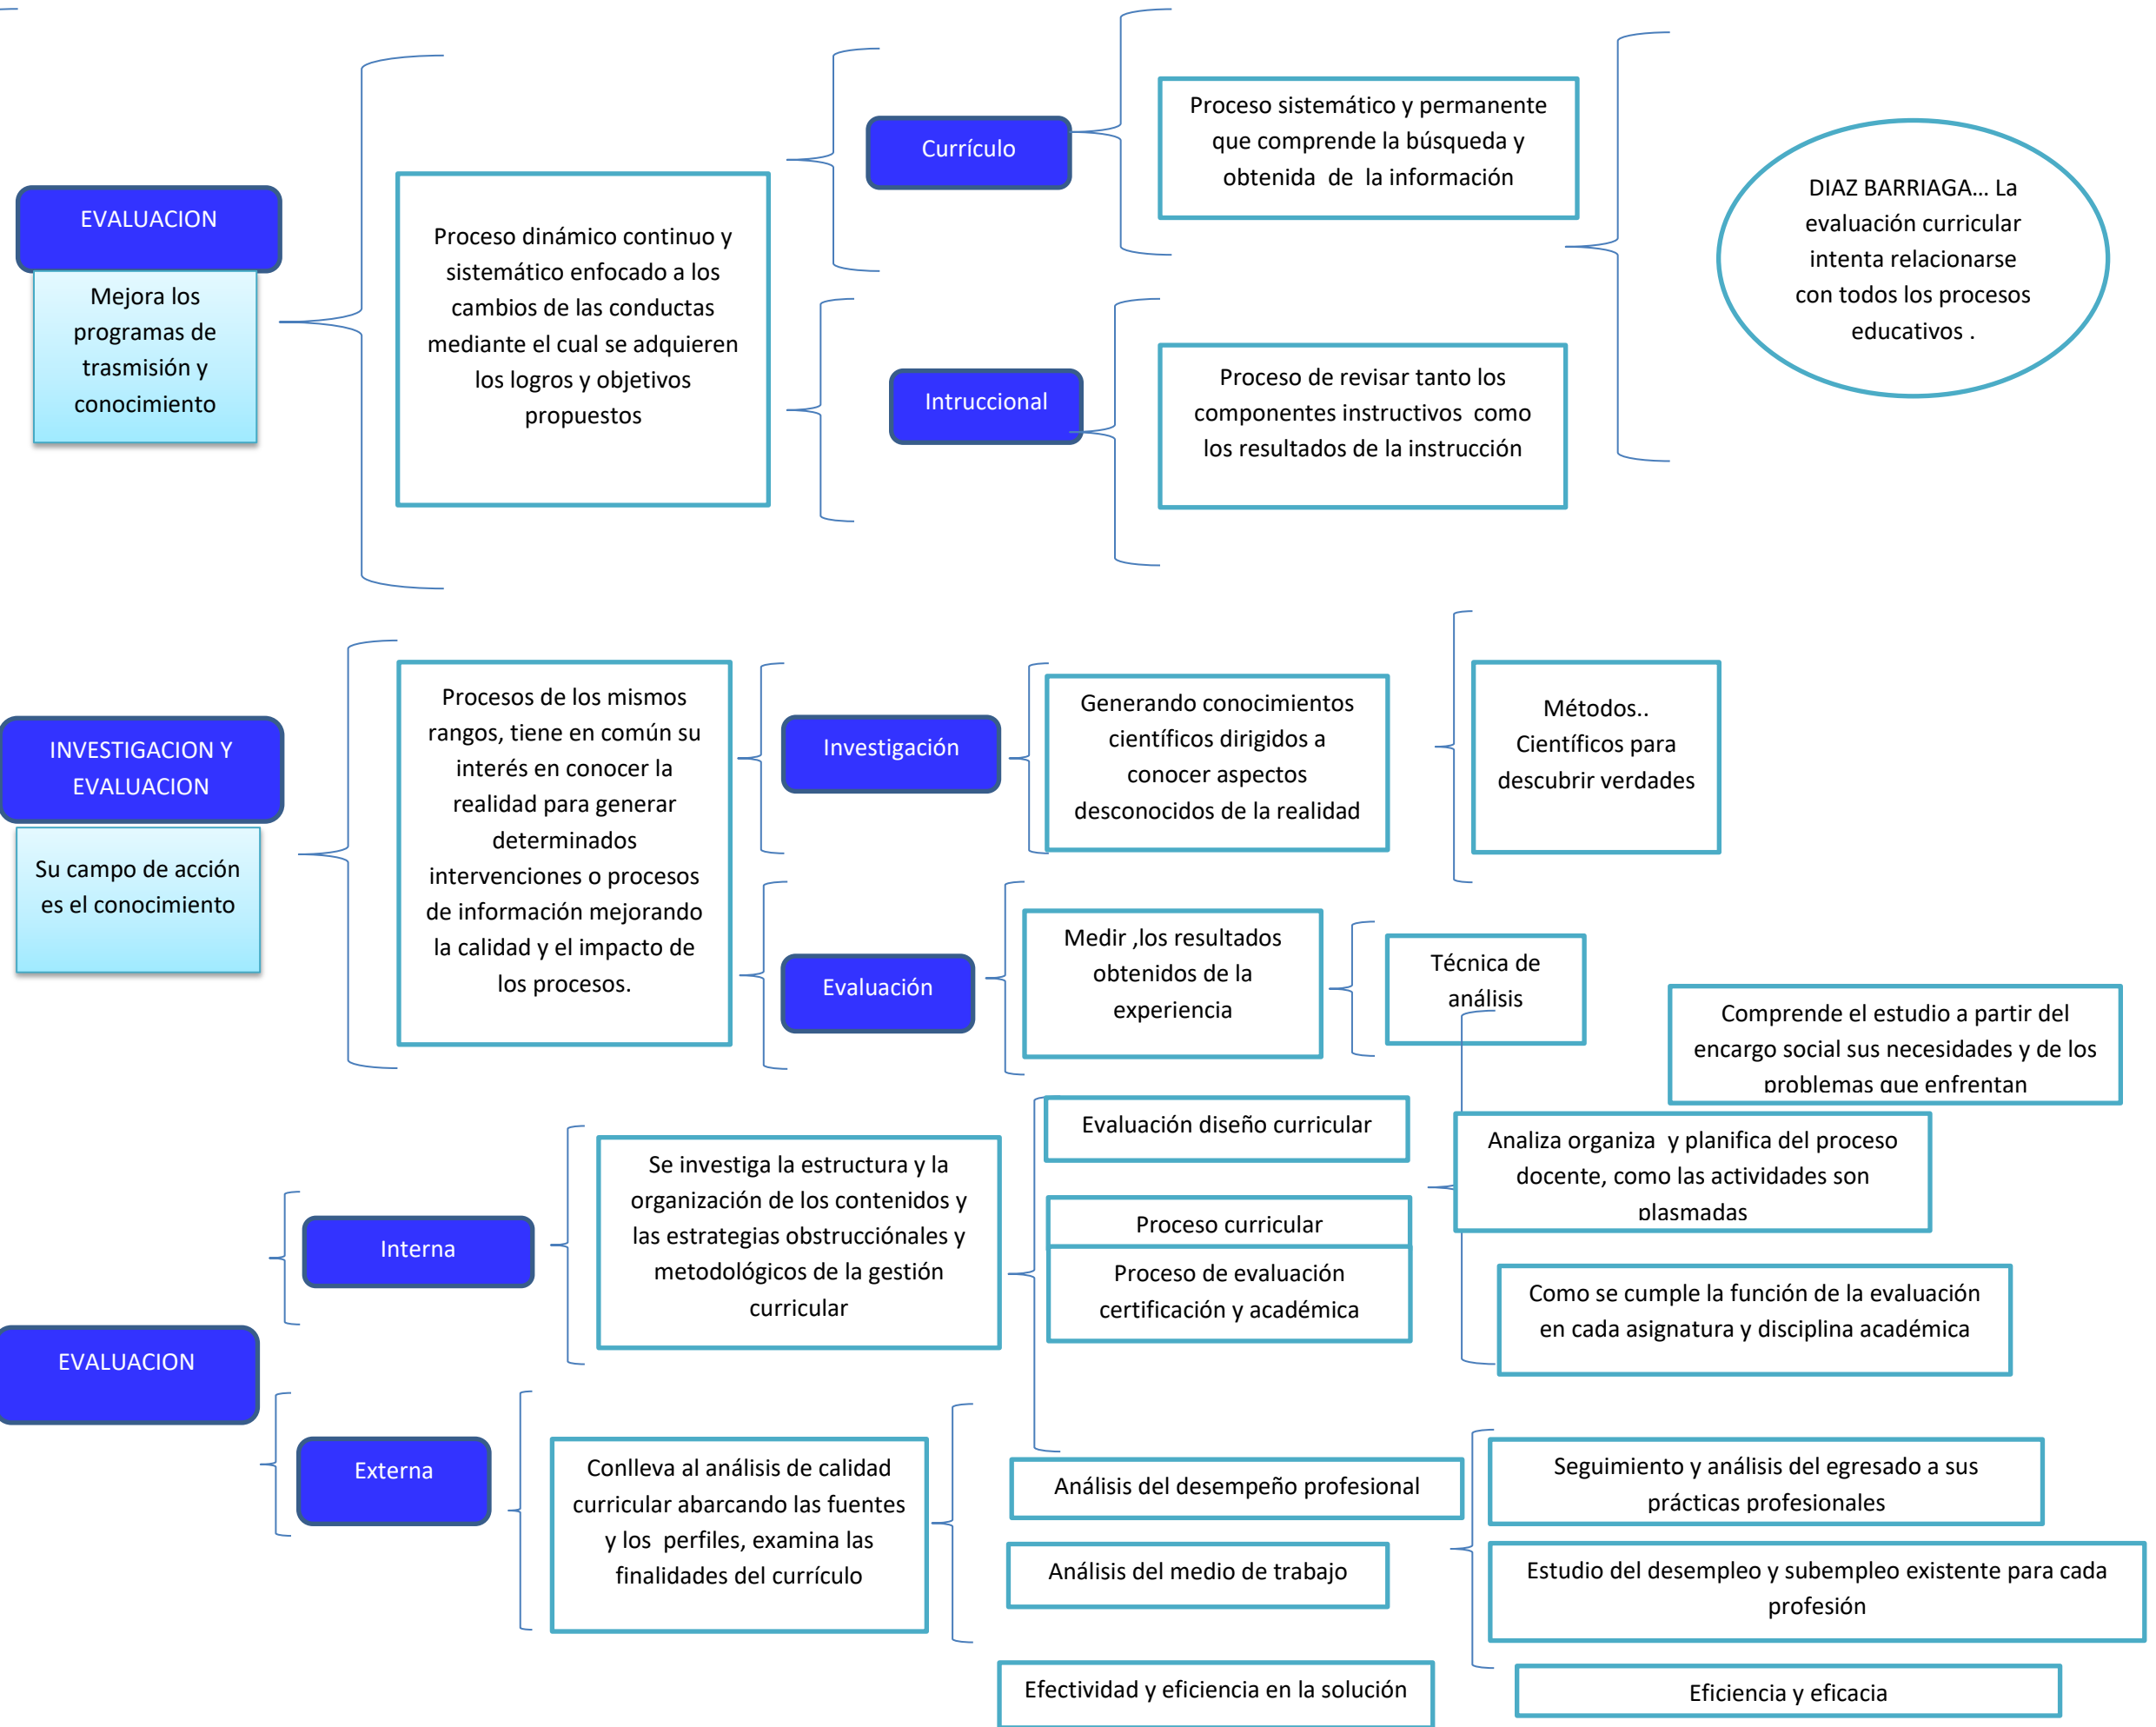 EVALUACION
Mejora los
programas de
trasmisión y
conocimiento
Proceso dinámico continuo y
sistemático enfocado a los
cambios de las conductas
mediante el cual se adquieren
los logros y objetivos
propuestos
Currículo
Proceso sistemático y permanente
que comprende la búsqueda y
obtenida  de  la información
Intruccional
Proceso de revisar tanto los
componentes instructivos  como
los resultados de la instrucción
DIAZ BARRIAGA... La
evaluación curricular
intenta relacionarse
con todos los procesos
educativos .
INVESTIGACION Y
EVALUACION
Su campo de acción
es el conocimiento
Procesos de los mismos
rangos, tiene en común su
interés en conocer la
realidad para generar
determinados
intervenciones o procesos
de información mejorando
la calidad y el impacto de
los procesos.
Investigación
Generando conocimientos
científicos dirigidos a
conocer aspectos
desconocidos de la realidad
Métodos..
Científicos para
descubrir verdades
Evaluación
Medir ,los resultados
obtenidos de la
experiencia
Técnica de
análisis
EVALUACION
Interna
Se investiga la estructura y la
organización de los contenidos y
las estrategias obstrucciónales y
metodológicos de la gestión
curricular
Evaluación diseño curricular
Proceso curricular
Proceso de evaluación
certificación y académica
Comprende el estudio a partir del
encargo social sus necesidades y de los
problemas que enfrentan
Analiza organiza  y planifica del proceso
docente, como las actividades son
plasmadas
Como se cumple la función de la evaluación
en cada asignatura y disciplina académica
Externa
Conlleva al análisis de calidad
curricular abarcando las fuentes
y los  perfiles, examina las
finalidades del currículo
Análisis del desempeño profesional
Análisis del medio de trabajo
Efectividad y eficiencia en la solución
Seguimiento y análisis del egresado a sus
prácticas profesionales
Estudio del desempleo y subempleo existente para cada
profesión
Eficiencia y eficacia